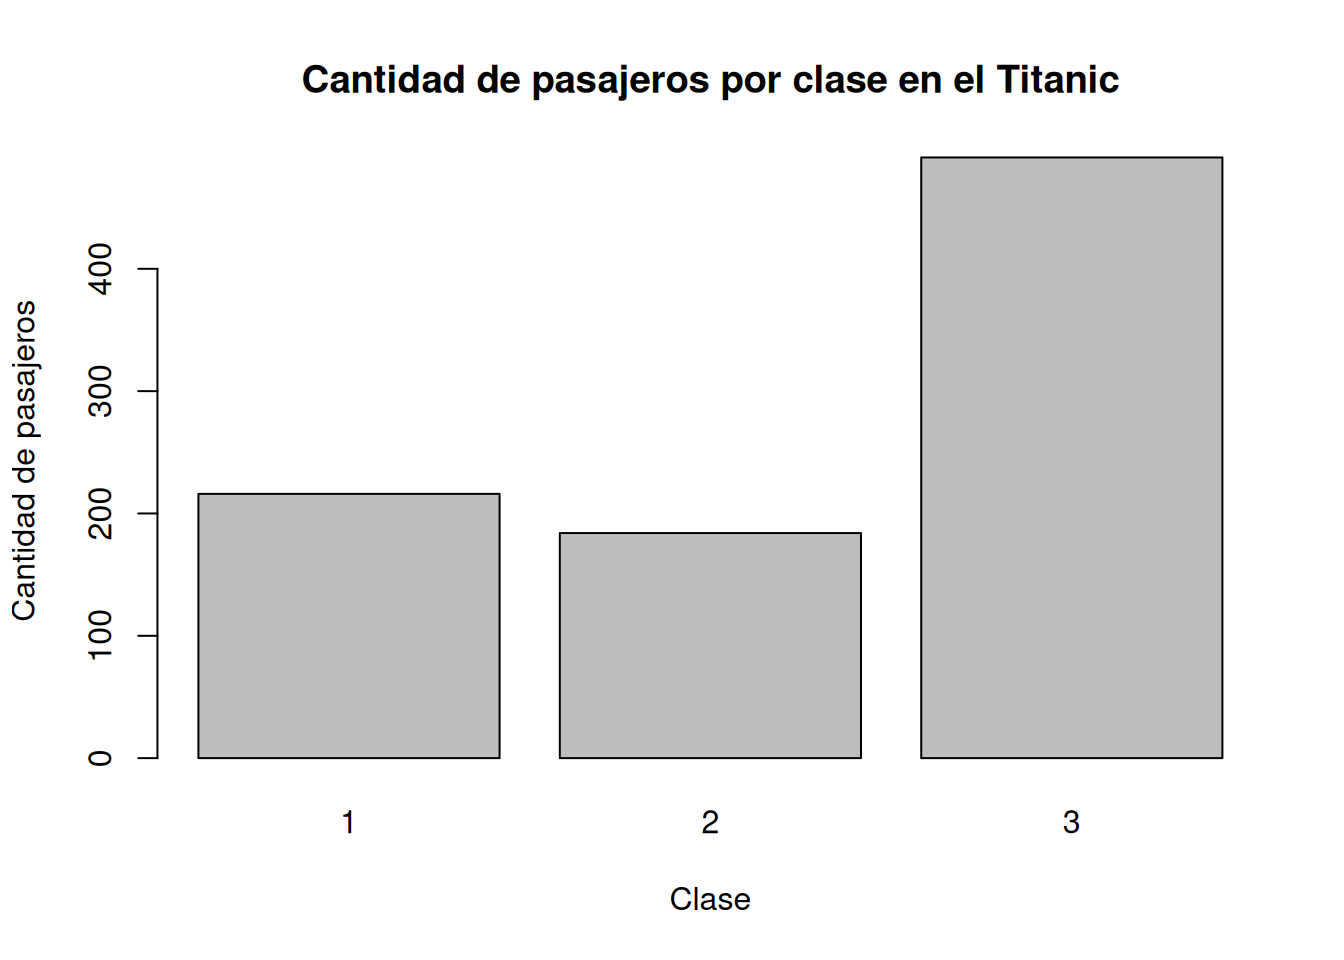 Cantidad de pasajeros por clase en el Titanic
Cantidad de pasajeros
400
300
200
100
0
1
2
3
Clase